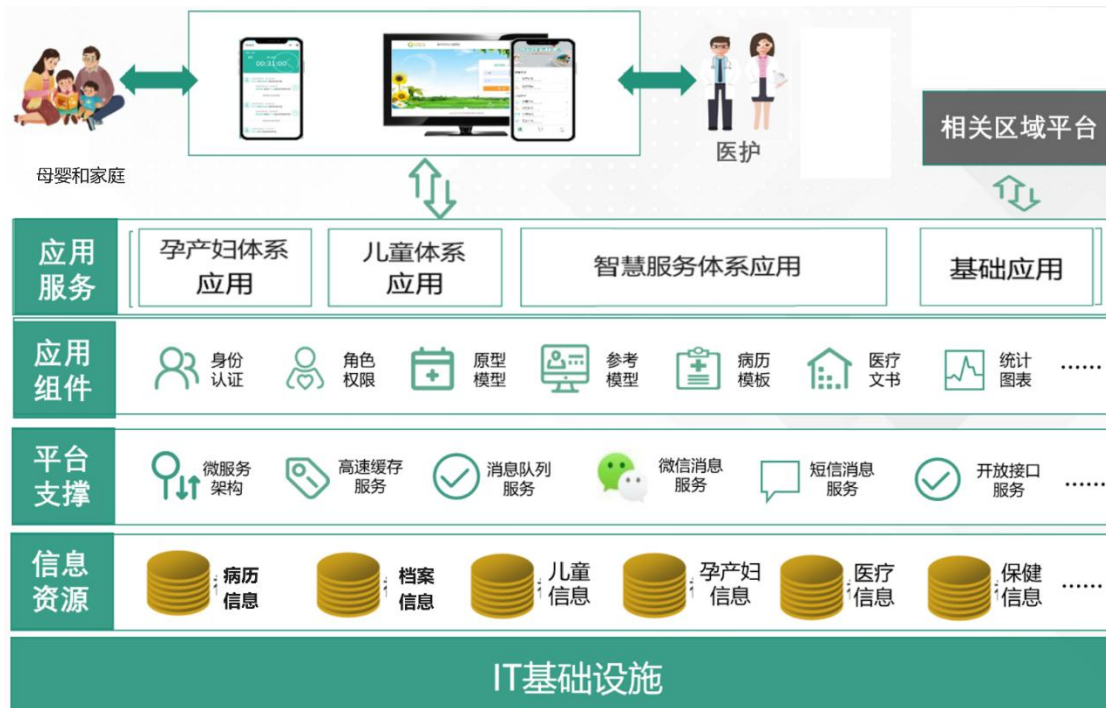 00:31:00
母婴和家庭
医护
相关区域平台
应用
服务
孕产妇体系
应用
儿童体系
应用
智慧服务体系应用
基础应用
应用
组件
身份
认证
角色
权限
原型
模型
参考
模型
病历
模板
医疗
文书
统计
图表
……
平台
支撑
微服务
架构
高速缓存
服务
消息队列
服务
微信消息
服务
短信消息
服务
开放接口
服务
……
信息
资源
病历
信息
档案
信息
儿童
信息
孕产妇
信息
医疗
信息
保健
信息
……
IT基础设施